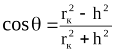 cosθ = (r_к² − h²) / (r_к² + h²)